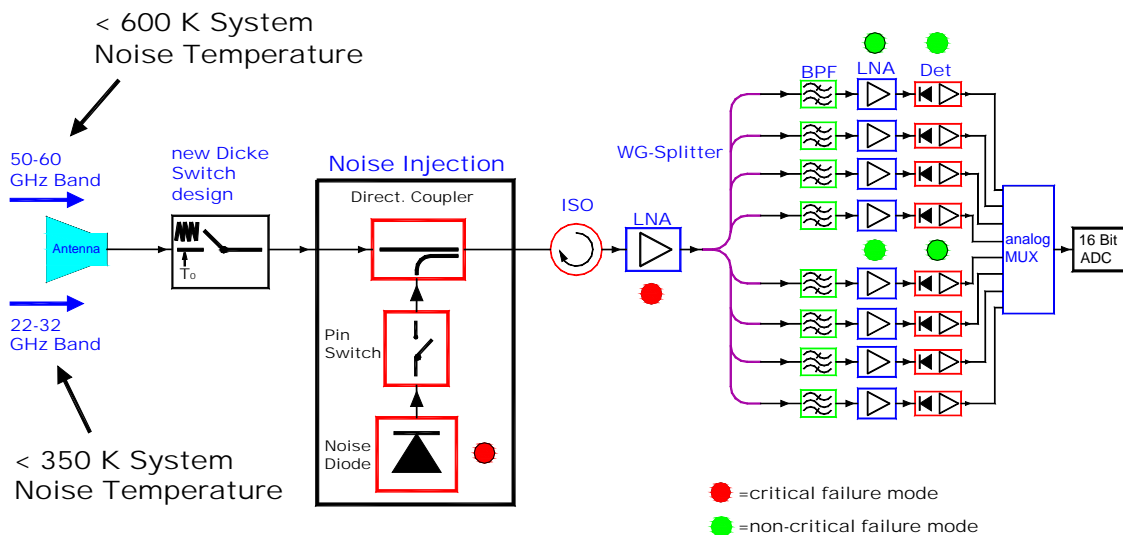 < 600 K System
Noise Temperature
50-60
GHz Band
new Dicke
Switch
design
Noise Injection
Direct. Coupler
WG-Splitter
BPF
LNA
Det
Antenna
To
ISO
LNA
analog
MUX
16 Bit
ADC
22-32
GHz Band
Pin
Switch
Noise
Diode
< 350 K System
Noise Temperature
=critical failure mode
=non-critical failure mode